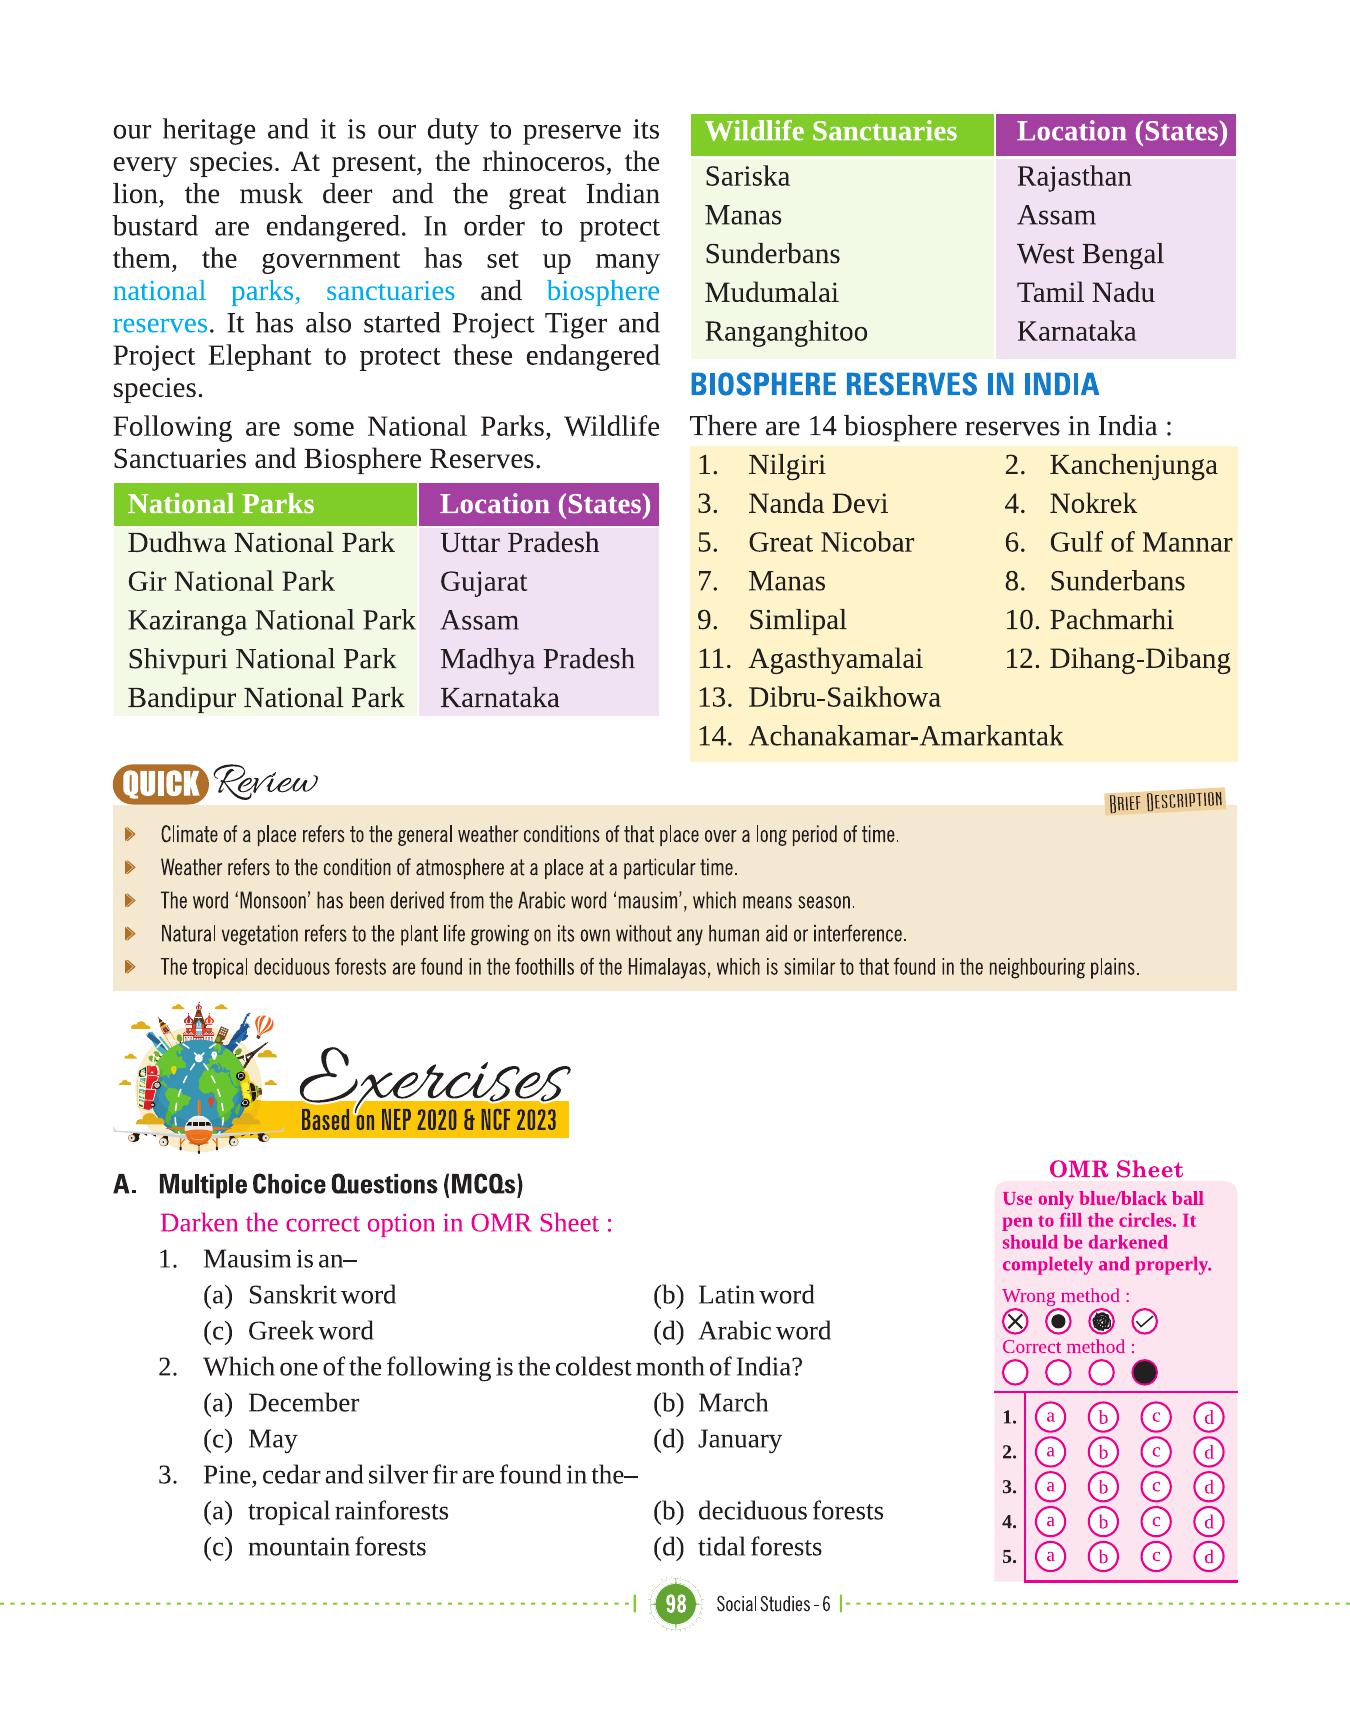 our heritage and it is our duty to preserve its
every species. At present, the rhinoceros, the
lion, the musk deer and the great Indian
bustard are endangered. In order to protect
them, the government has set up many
national parks, sanctuaries and biosphere
reserves. It has also started Project Tiger and
Project Elephant to protect these endangered
species.
Following are some National Parks, Wildlife
Sanctuaries and Biosphere Reserves.
National Parks Location (States)
Dudhwa National Park Uttar Pradesh
Gir National Park Gujarat
Kaziranga National Park Assam
Shivpuri National Park Madhya Pradesh
Bandipur National Park Karnataka
Wildlife Sanctuaries Location (States)
Sariska Rajasthan
Manas Assam
Sunderbans West Bengal
Mudumalai Tamil Nadu
Ranganghitoo Karnataka
BIOSPHERE RESERVES IN INDIA
There are 14 biosphere reserves in India :
1. Nilgiri 2. Kanchenjunga
3. Nanda Devi 4. Nokrek
5. Great Nicobar 6. Gulf of Mannar
7. Manas 8. Sunderbans
9. Simlipal 10. Pachmarhi
11. Agasthyamalai 12. Dihang-Dibang
13. Dibru-Saikhowa
14. Achanakamar-Amarkantak
QUICK Review
BRIEF DESCRIPTION
Climate of a place refers to the general weather conditions of that place over a long period of time.
Weather refers to the condition of atmosphere at a place at a particular time.
The word ‘Monsoon’ has been derived from the Arabic word ‘mausim’, which means season.
Natural vegetation refers to the plant life growing on its own without any human aid or interference.
The tropical deciduous forests are found in the foothills of the Himalayas, which is similar to that found in the neighbouring plains.
Exercises
Based on NEP 2020 & NCF 2023
A. Multiple Choice Questions (MCQs)
Darken the correct option in OMR Sheet :
1. Mausim is an–
(a) Sanskrit word (b) Latin word
(c) Greek word (d) Arabic word
2. Which one of the following is the coldest month of India?
(a) December (b) March
(c) May (d) January
3. Pine, cedar and silver fir are found in the–
(a) tropical rainforests (b) deciduous forests
(c) mountain forests (d) tidal forests
OMR Sheet
Use only blue/black ball
pen to fill the circles. It
should be darkened
completely and properly.
Wrong method :
Correct method :
1. a b c d
2. a b c d
3. a b c d
4. a b c d
5. a b c d
98 Social Studies - 6